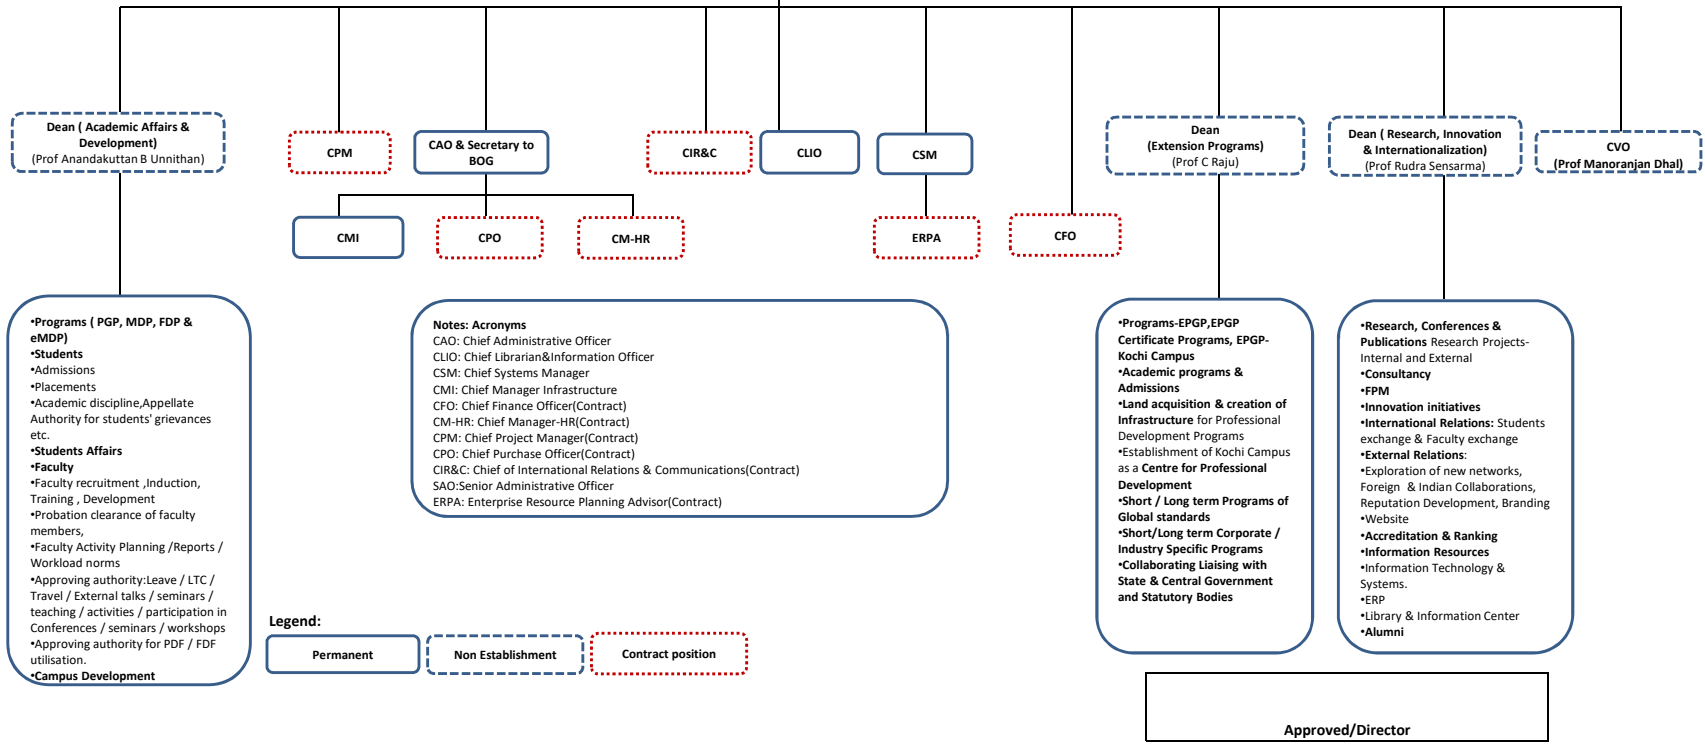 Dean ( Academic Affairs &
Development)
(Prof Anandakuttan B Unnithan)
CPM
CAO & Secretary to
BOG
CIR&C
CLIO
CSM
Dean
(Extension Programs)
(Prof C Raju)
Dean ( Research, Innovation
& Internationalization)
(Prof Rudra Sensarma)
CVO
(Prof Manoranjan Dhal)
CMI
CPO
CM-HR
ERPA
CFO
•Programs ( PGP, MDP, FDP &
eMDP)
•Students
•Admissions
•Placements
•Academic discipline,Appellate
Authority for students' grievances
etc.
•Students Affairs
•Faculty
•Faculty recruitment ,Induction,
Training , Development
•Probation clearance of faculty
members,
•Faculty Activity Planning /Reports /
Workload norms
•Approving authority:Leave / LTC /
Travel / External talks / seminars /
teaching / activities / participation in
Conferences / seminars / workshops
•Approving authority for PDF / FDF
utilisation.
•Campus Development
Notes: Acronyms
CAO: Chief Administrative Officer
CLIO: Chief Librarian&Information Officer
CSM: Chief Systems Manager
CMI: Chief Manager Infrastructure
CFO: Chief Finance Officer(Contract)
CM-HR: Chief Manager-HR(Contract)
CPM: Chief Project Manager(Contract)
CPO: Chief Purchase Officer(Contract)
CIR&C: Chief of International Relations & Communications(Contract)
SAO:Senior Administrative Officer
ERPA: Enterprise Resource Planning Advisor(Contract)
•Programs-EPGP,EPGP
Certificate Programs, EPGP-
Kochi Campus
•Academic programs &
Admissions
•Land acquisition & creation of
Infrastructure for Professional
Development Programs
•Establishment of Kochi Campus
as a Centre for Professional
Development
•Short / Long term Programs of
Global standards
•Short/Long term Corporate /
Industry Specific Programs
•Collaborating Liaising with
State & Central Government
and Statutory Bodies
•Research, Conferences &
Publications Research Projects-
Internal and External
•Consultancy
•FPM
•Innovation initiatives
•International Relations: Students
exchange & Faculty exchange
•External Relations:
•Exploration of new networks,
Foreign & Indian Collaborations,
Reputation Development, Branding
•Website
•Accreditation & Ranking
•Information Resources
•Information Technology &
Systems.
•ERP
•Library & Information Center
•Alumni
Legend:
Permanent
Non Establishment
Contract position
Approved/Director